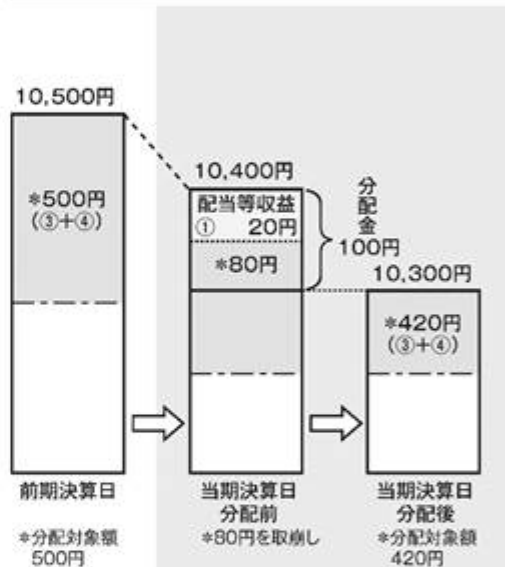 10,500円
*500円
(③+④)
前期決算日
*分配対象額
500円
10,400円
配当等収益
① 20円
*80円
分配金
100円
当期決算日
分配前
*80円を取崩し
10,300円
*420円
(③+④)
当期決算日
分配後
*分配対象額
420円